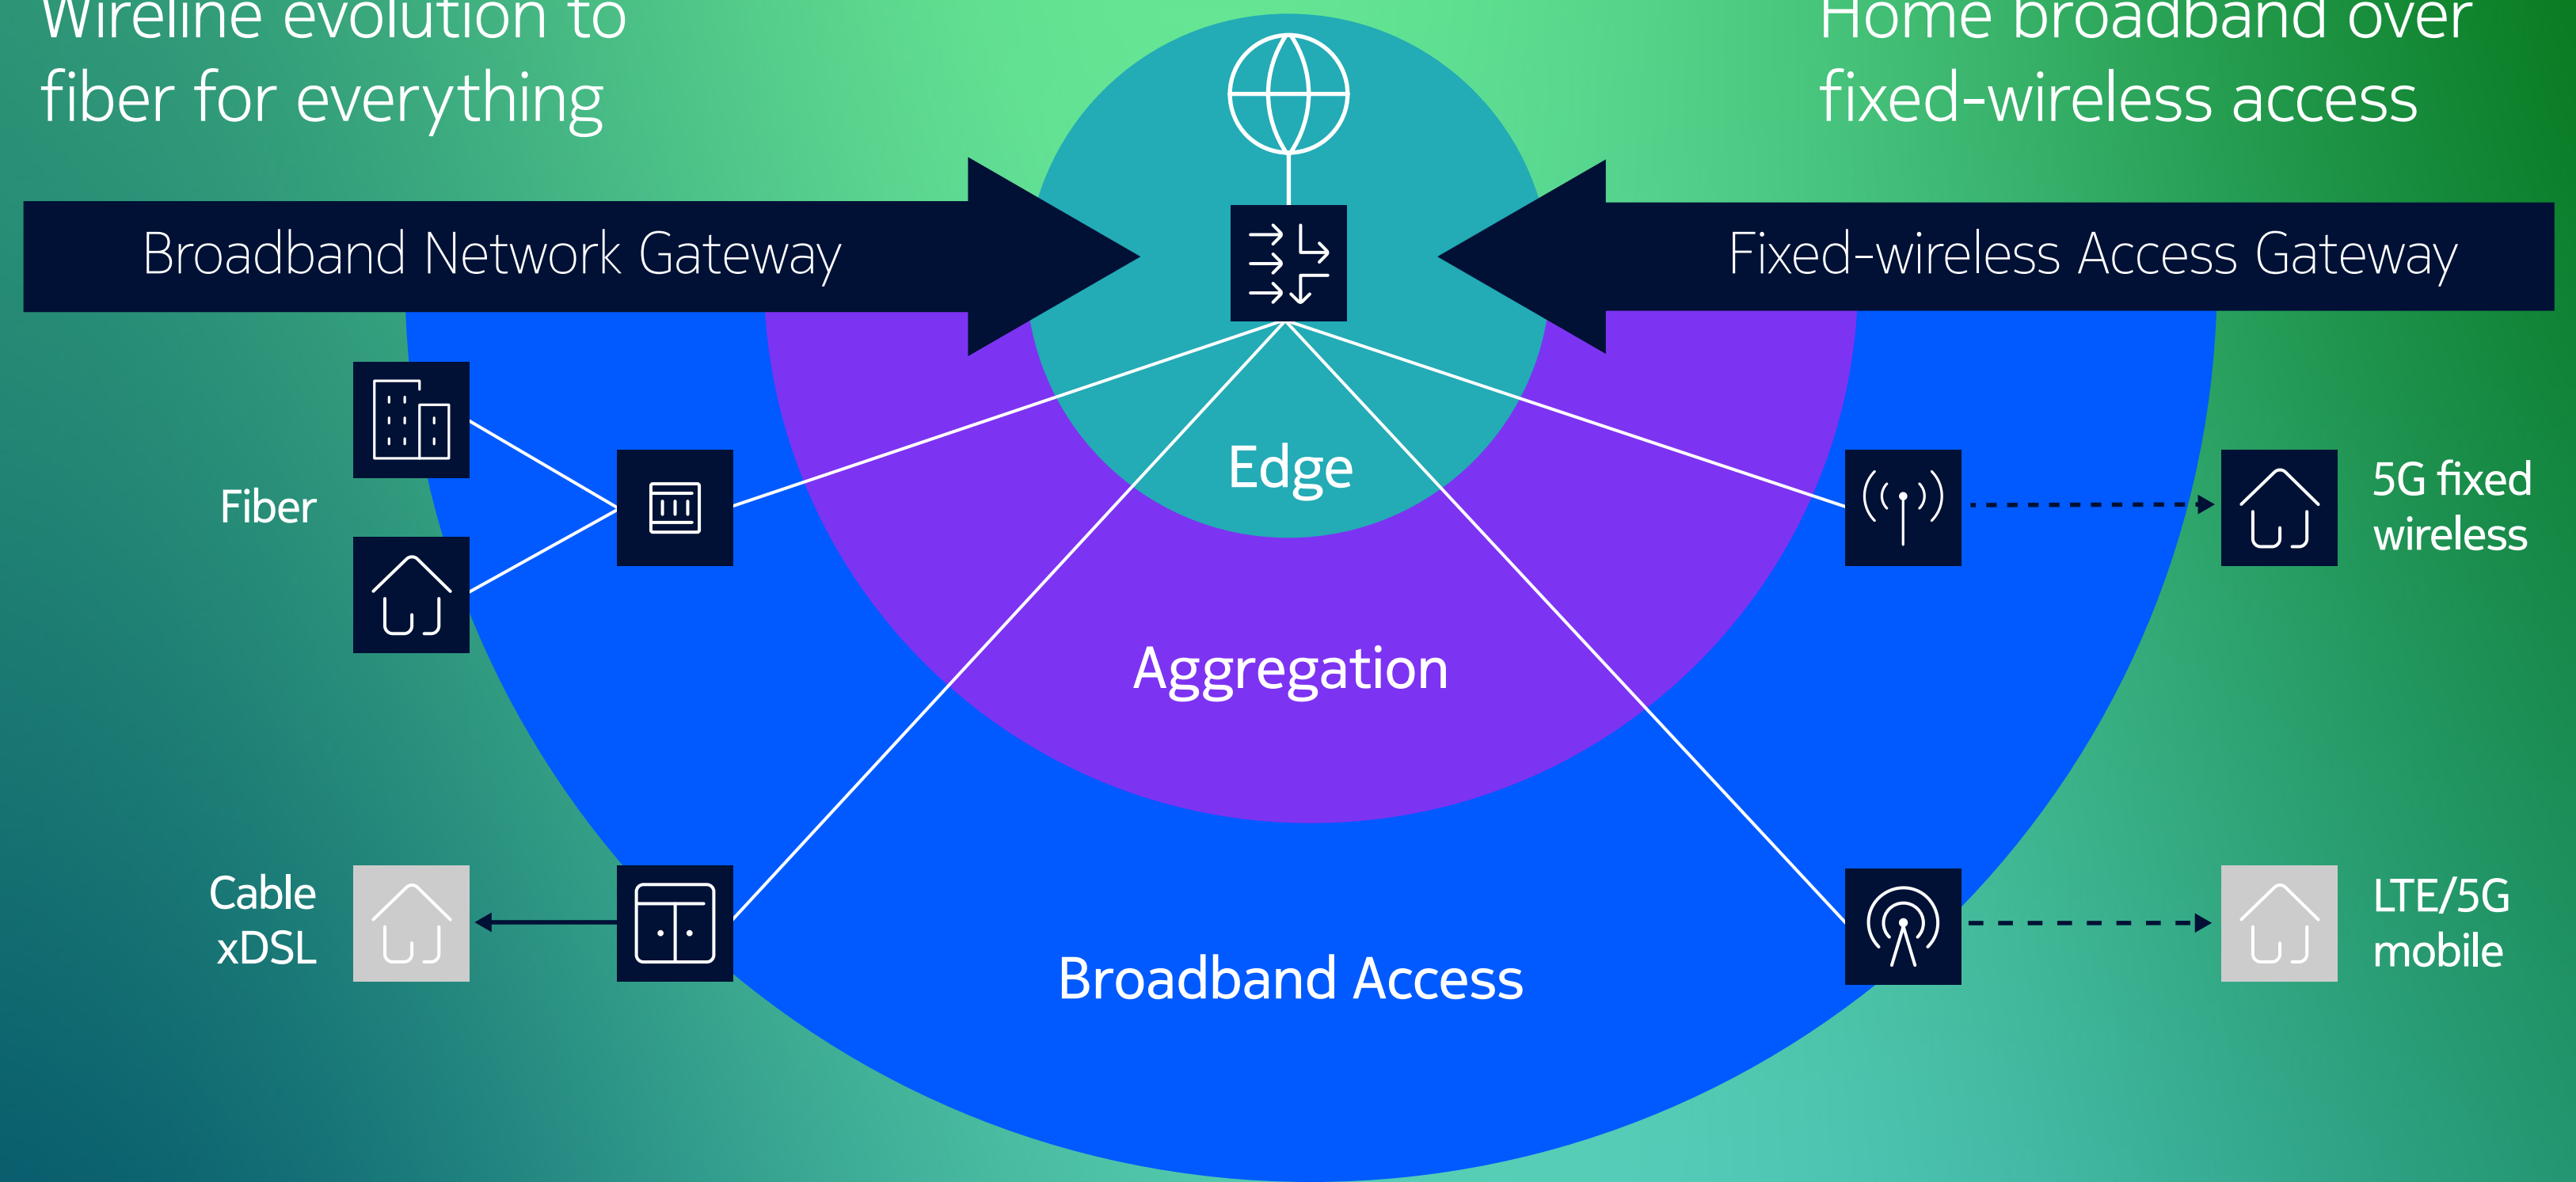 Wireline evolution to
fiber for everything
Home broadband over
fixed-wireless access
Broadband Network Gateway
Fixed-wireless Access Gateway
Fiber
Edge
5G fixed
wireless
Aggregation
Cable
xDSL
Broadband Access
LTE/5G
mobile